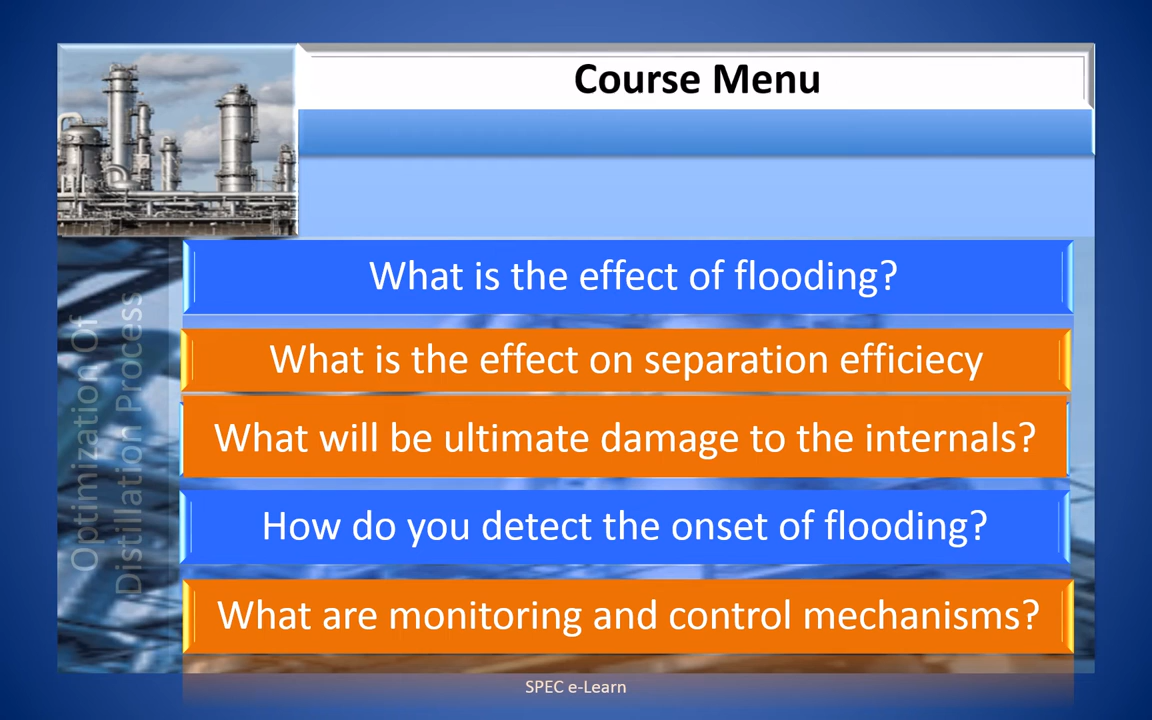 Course Menu
What is the effect of flooding?
What is the effect on separation efficiecy
What will be ultimate damage to the internals?
How do you detect the onset of flooding?
What are monitoring and control mechanisms?
Optimization Of
Distillation Process
SPEC e-Learn